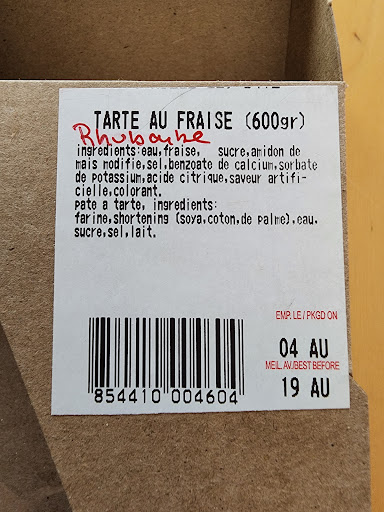 TARTE AU FRAISE (600gr)
Rhubarbe
ingredients:eau,fraise, sucre,amidon de
mais modifie,sel,benzoate de calcium,sorbate
de potassium,acide citrique,saveur artifi-
cielle,colorant.
pate a tarte, ingredients:
farine,shortening (soya,coton,de palme),eau,
sucre,sel,lait.
EMP. LE / PKGD ON
04 AU
MEIL. AV./BEST BEFORE
19 AU
854410 004604